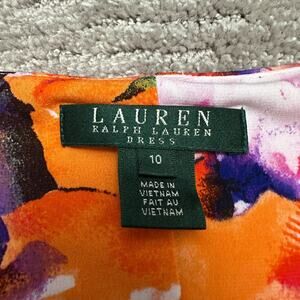 LAUREN
RALPH LAUREN
DRESS
10
MADE IN
VIETNAM
FAIT AU
VIETNAM